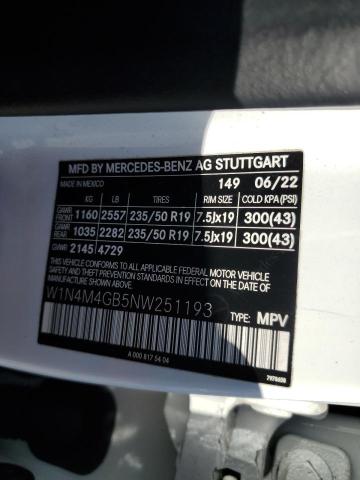 MFD BY MERCEDES-BENZ AG STUTTGART
MADE IN MEXICO 149 06/22
KG LB TIRES RIM SIZE COLD KPA(PSI)
GAWR FRONT 1160 2557 235/50 R19 7.5Jx19 300(43)
GAWR REAR 1035 2282 235/50 R19 7.5Jx19 300(43)
GVWR 2145 4729
THIS VEHICLE CONFORMS TO ALL APPLICABLE FEDERAL MOTOR VEHICLE
SAFETY, BUMPER, AND THEFT PREVENTION STANDARDS IN EFFECT ON THE
DATE OF MANUFACTURE SHOWN ABOVE.
W1N4M4GB5NW251193 TYPE: MPV
A 000 817 54 04